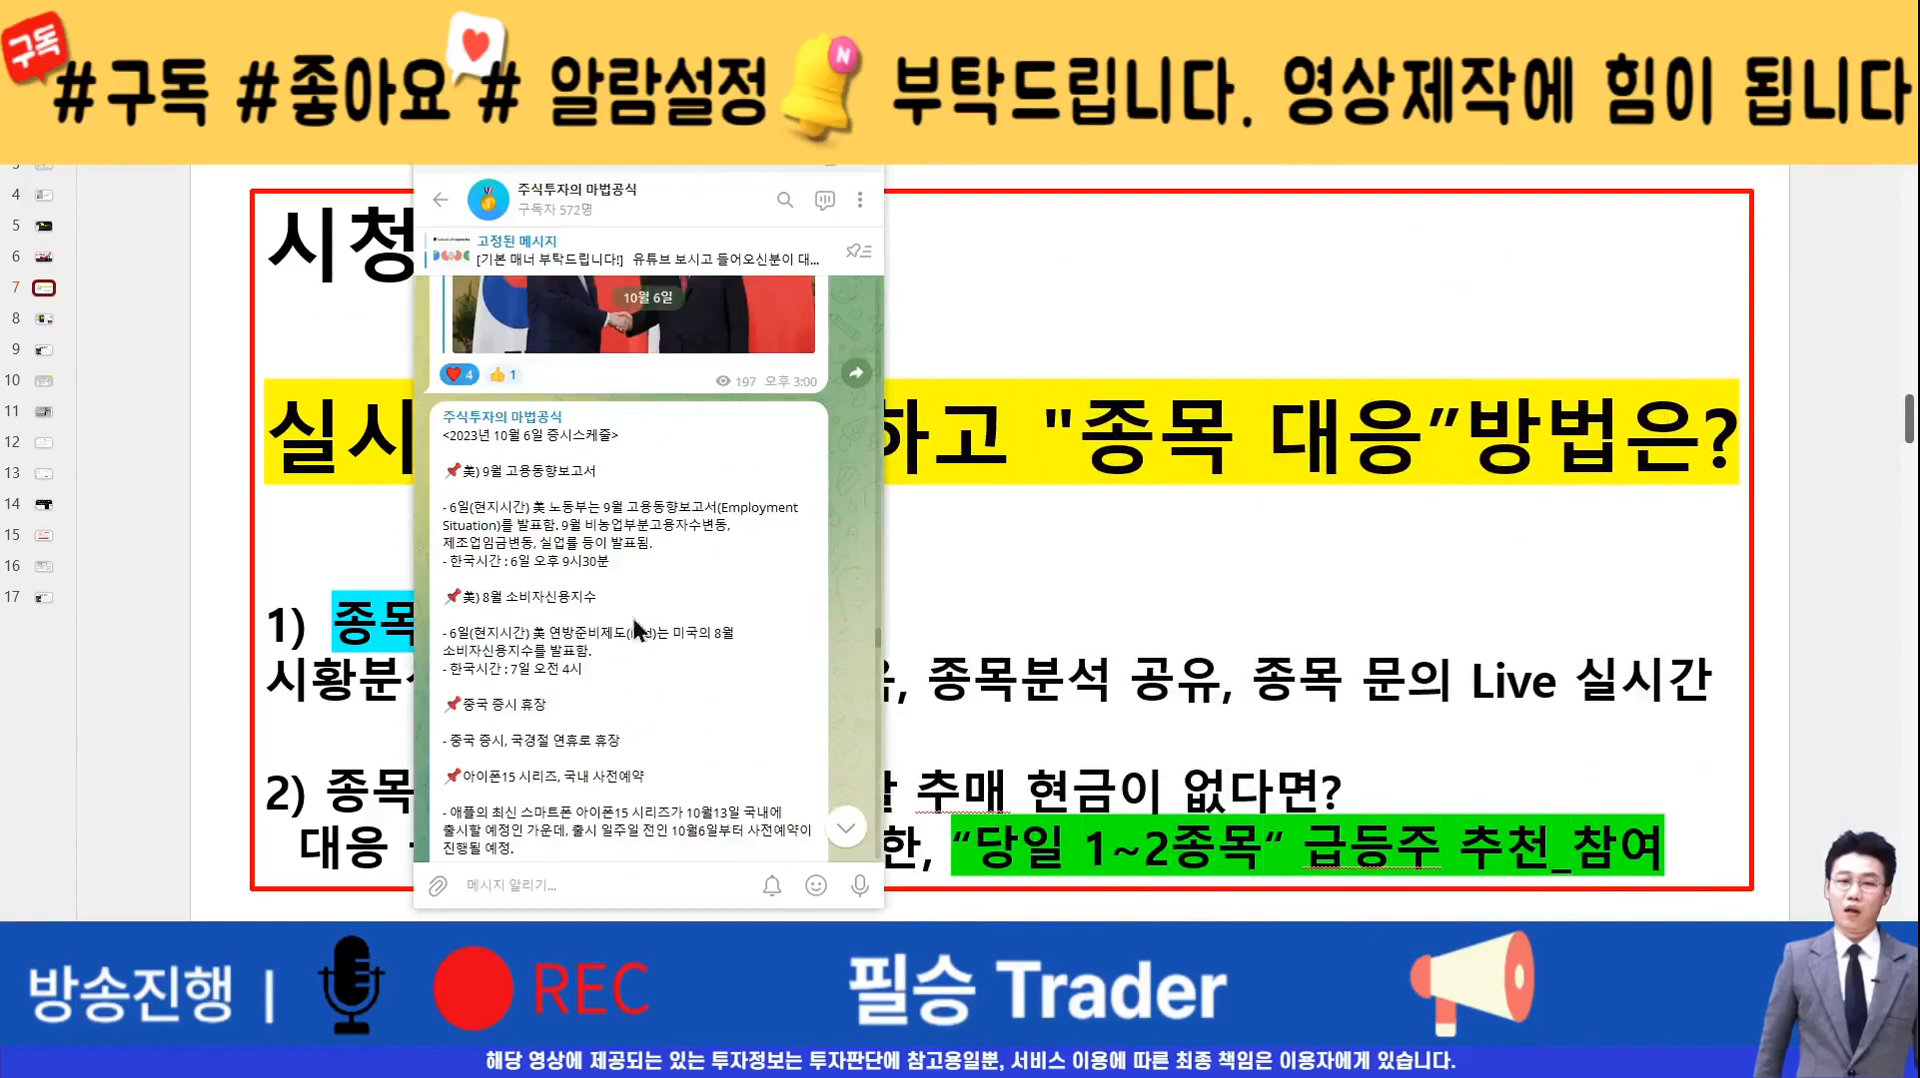 구독
#구독 #좋아요 # 알람설정 N 부탁드립니다. 영상제작에 힘이 됩니다
4
5
6
7
8
9
10
11
12
13
14
15
16
17
시청
실시 하고 "종목 대응”방법은?
1) 종목
시황분 , 종목분석 공유, 종목 문의 Live 실시간
2) 종목 추매 현금이 없다면?
대응 한, “당일 1~2종목“ 급등주 추천_참여
주식투자의 마법공식
구독자 572명
고정된 메시지
[기본 매너 부탁드립니다!] 유튜브 보시고 들어오신분이 대...
10월 6일
4 1
197 오후 3:00
주식투자의 마법공식
<2023년 10월 6일 증시스케줄>
📌美) 9월 고용동향보고서
- 6일(현지시간) 美 노동부는 9월 고용동향보고서(Employment
Situation)를 발표함. 9월 비농업부분고용자수변동,
제조업임금변동, 실업률 등이 발표됨.
- 한국시간 : 6일 오후 9시30분
📌美) 8월 소비자신용지수
- 6일(현지시간) 美 연방준비제도( )는 미국의 8월
소비자신용지수를 발표함.
- 한국시간 : 7일 오전 4시
📌중국 증시 휴장
- 중국 증시, 국경절 연휴로 휴장
📌아이폰15 시리즈, 국내 사전예약
- 애플의 최신 스마트폰 아이폰15 시리즈가 10월13일 국내에
출시할 예정인 가운데, 출시 일주일 전인 10월6일부터 사전예약이
진행될 예정.
메시지 알리기...
방송진행 | REC 필승 Trader
해당 영상에 제공되는 있는 투자정보는 투자판단에 참고용일뿐, 서비스 이용에 따른 최종 책임은 이용자에게 있습니다.